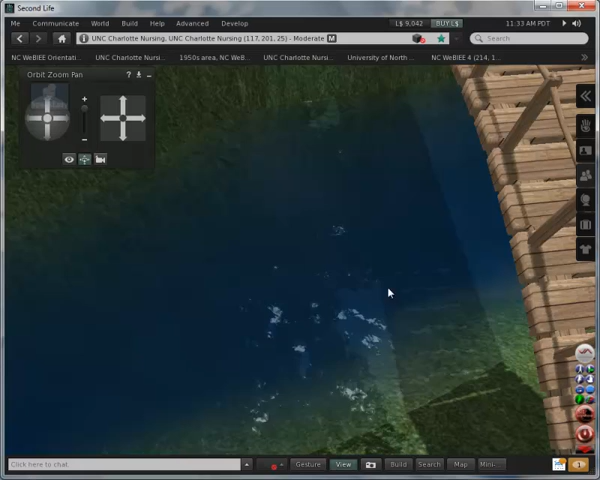 Second Life
Me Communicate World Build Help Advanced Develop
L$ 9,042 BUY L$ 11:33 AM PDT
UNC Charlotte Nursing. UNC Charlotte Nursing (117, 201, 25) - Moderate M
Search
NC WeBIEE Orientati... UNC Charlotte Nursi... 1950s area, NC WeB... UNC Charlotte Nursi... University of North ... NC WeBIEE 4 (214, 1...
Orbit Zoom Pan ?
Click here to chat
Gesture View Build Search Map Mini-...